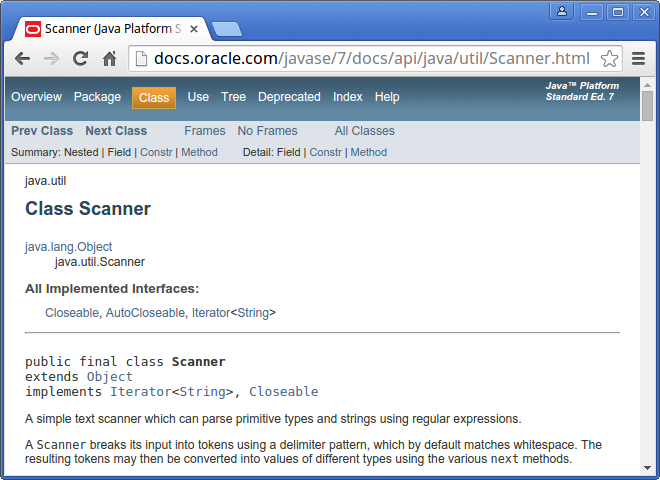 Scanner (Java Platform S
docs.oracle.com/javase/7/docs/api/java/util/Scanner.html
Java™ Platform
Standard Ed. 7
Overview Package Class Use Tree Deprecated Index Help
Prev Class Next Class Frames No Frames All Classes
Summary: Nested | Field | Constr | Method Detail: Field | Constr | Method
java.util
Class Scanner
java.lang.Object
java.util.Scanner
All Implemented Interfaces:
Closeable, AutoCloseable, Iterator<String>
public final class Scanner
extends Object
implements Iterator<String>, Closeable
A simple text scanner which can parse primitive types and strings using regular expressions.
A Scanner breaks its input into tokens using a delimiter pattern, which by default matches whitespace. The
resulting tokens may then be converted into values of different types using the various next methods.